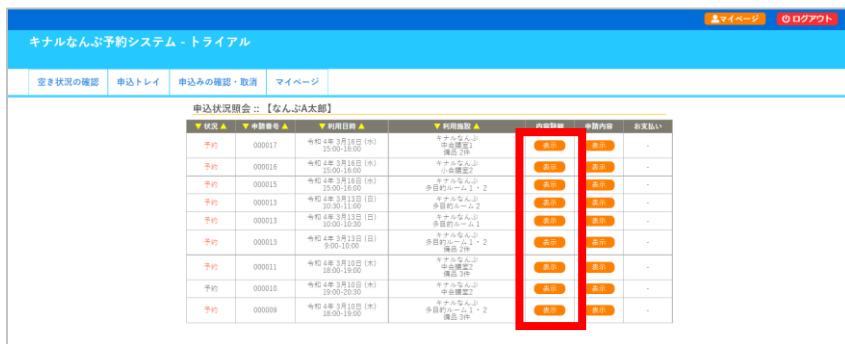 マイページ ログアウト
キナルなんぶ予約システム - トライアル
空き状況の確認 申込トレイ 申込みの確認・取消 マイページ
申込状況照会 :: 【なんぶA太郎】
▼ 状況 ▲ ▼ 申請番号 ▲ ▼ 利用日時 ▲ ▼ 利用施設 ▲ 内容詳細 申請内容 お支払い
予約 000017 令和 4年 3月16日 (水) 15:00-16:00 キナルなんぶ 中会議室1 備品 2件 表示 表示 -
予約 000016 令和 4年 3月16日 (水) 15:00-16:00 キナルなんぶ 小会議室2 表示 表示 -
予約 000015 令和 4年 3月16日 (水) 15:00-16:00 キナルなんぶ 多目的ルーム1・2 表示 表示 -
予約 000013 令和 4年 3月13日 (日) 10:30-11:00 キナルなんぶ 多目的ルーム2 表示 表示 -
予約 000013 令和 4年 3月13日 (日) 10:00-10:30 キナルなんぶ 多目的ルーム1 表示 表示 -
予約 000013 令和 4年 3月13日 (日) 9:00-10:00 キナルなんぶ 多目的ルーム1・2 備品 2件 表示 表示 -
予約 000011 令和 4年 3月10日 (木) 18:00-19:00 キナルなんぶ 中会議室2 備品 3件 表示 表示 -
予約 000010 令和 4年 3月10日 (木) 19:00-20:30 キナルなんぶ 中会議室2 表示 表示 -
予約 000009 令和 4年 3月10日 (木) 18:00-19:00 キナルなんぶ 多目的ルーム1・2 備品 3件 表示 表示 -